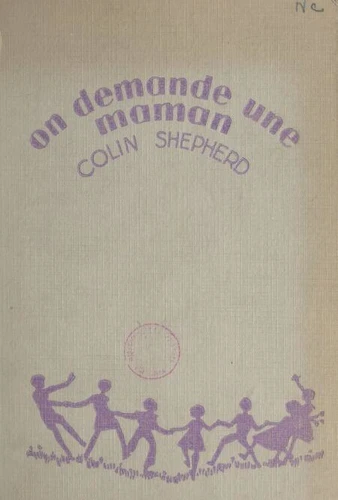 Nc
on demande une
maman
COLIN SHEPHERD